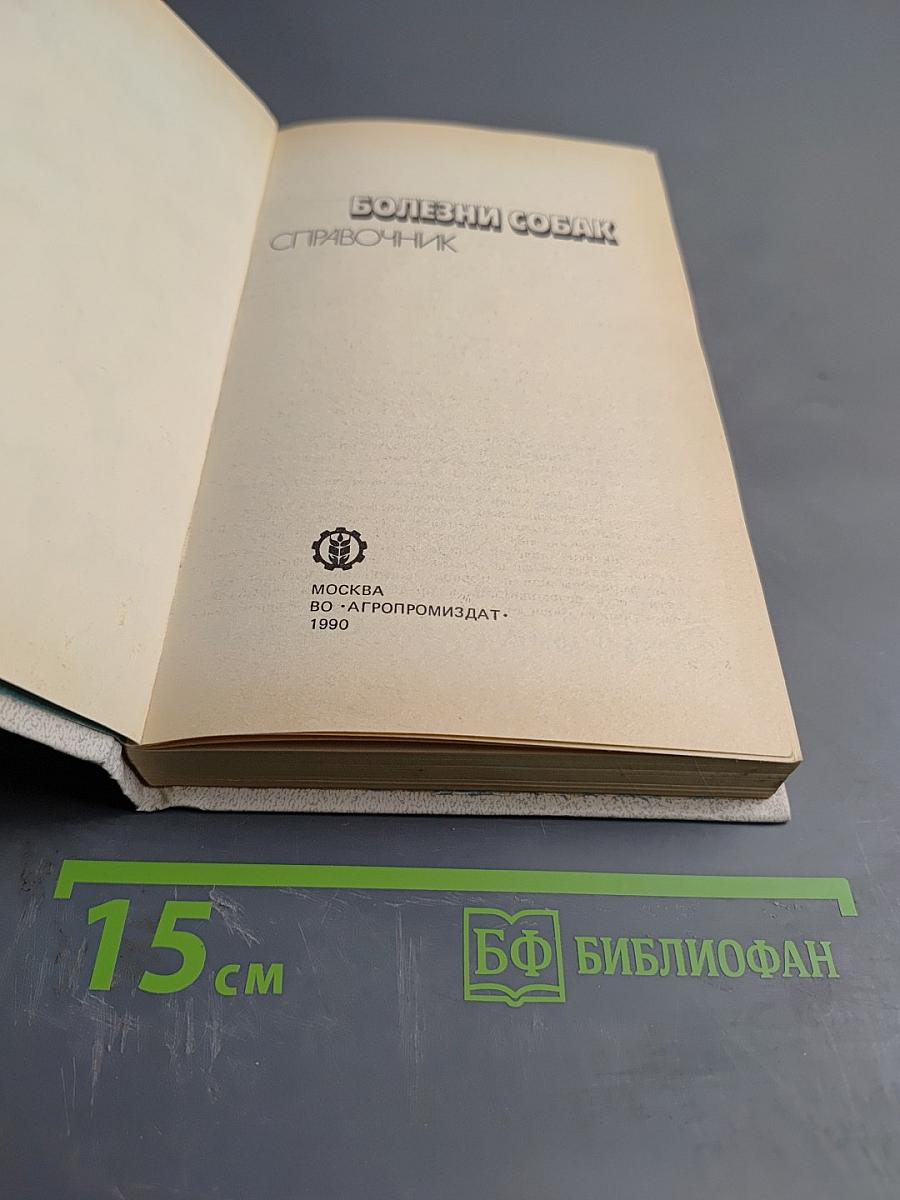 БОЛЕЗНИ СОБАК
СПРАВОЧНИК
МОСКВА
ВО •АГРОПРОМИЗДАТ•
1990
15 см
БФ БИБЛИОФАН